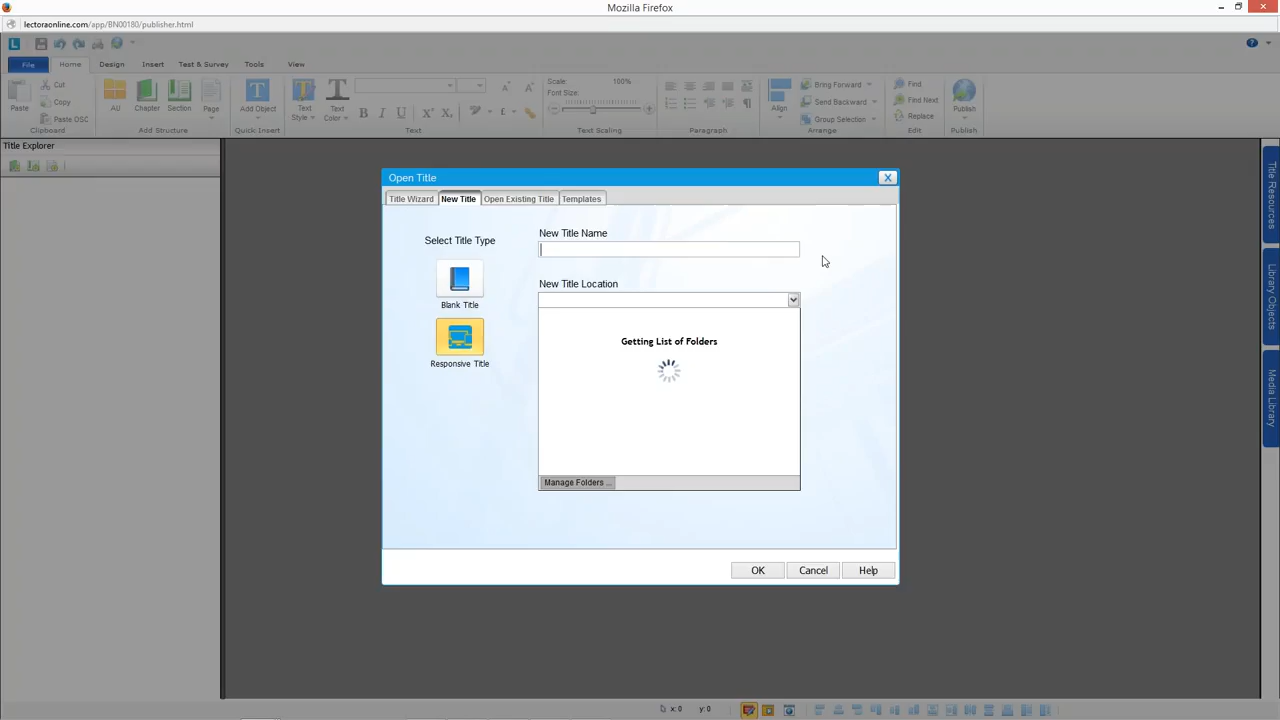 Mozilla Firefox
lectoraonline.com/app/BN00180/publisher.html
File Home Design Insert Test & Survey Tools View
Paste Cut Copy Paste OSC
Clipboard
All Chapter Section Page
Add Structure
Add Object
Quick Insert
Text Style Text Color B I U
Text
Scale: 100%
Font Size:
Text Scaling
Paragraph
Align Bring Forward Send Backward Group Selection
Arrange
Find Find Next Replace
Edit
Publish
Publish
Title Explorer
Title Resources
Library Objects
Media Library
Open Title X
Title Wizard New Title Open Existing Title Templates
Select Title Type
Blank Title
Responsive Title
New Title Name
New Title Location
Getting List of Folders
Manage Folders ...
OK Cancel Help
x: 0 y: 0